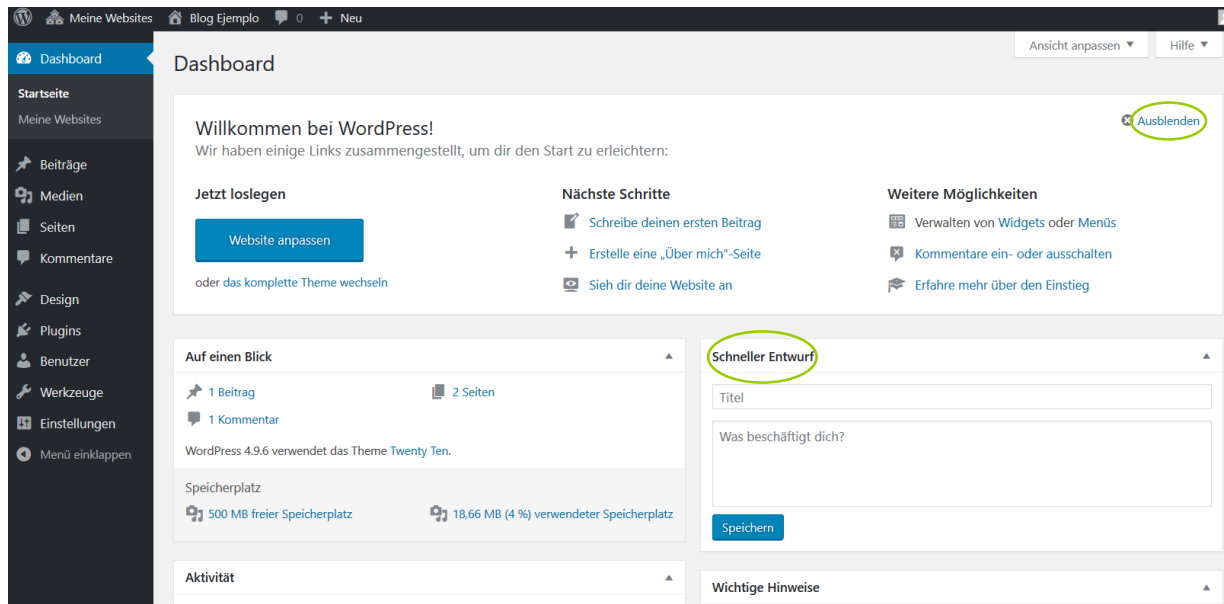 Meine Websites Blog Ejemplo 0 Neu
Ansicht anpassen Hilfe
Dashboard
Startseite
Meine Websites
Beiträge
Medien
Seiten
Kommentare
Design
Plugins
Benutzer
Werkzeuge
Einstellungen
Menü einklappen
Dashboard
Willkommen bei WordPress!
Ausblenden
Wir haben einige Links zusammengestellt, um dir den Start zu erleichtern:
Jetzt loslegen
Website anpassen
oder das komplette Theme wechseln
Nächste Schritte
Schreibe deinen ersten Beitrag
Erstelle eine „Über mich”-Seite
Sieh dir deine Website an
Weitere Möglichkeiten
Verwalten von Widgets oder Menüs
Kommentare ein- oder ausschalten
Erfahre mehr über den Einstieg
Auf einen Blick
1 Beitrag 2 Seiten
1 Kommentar
WordPress 4.9.6 verwendet das Theme Twenty Ten.
Speicherplatz
500 MB freier Speicherplatz 18,66 MB (4 %) verwendeter Speicherplatz
Aktivität
Schneller Entwurf
Titel
Was beschäftigt dich?
Speichern
Wichtige Hinweise